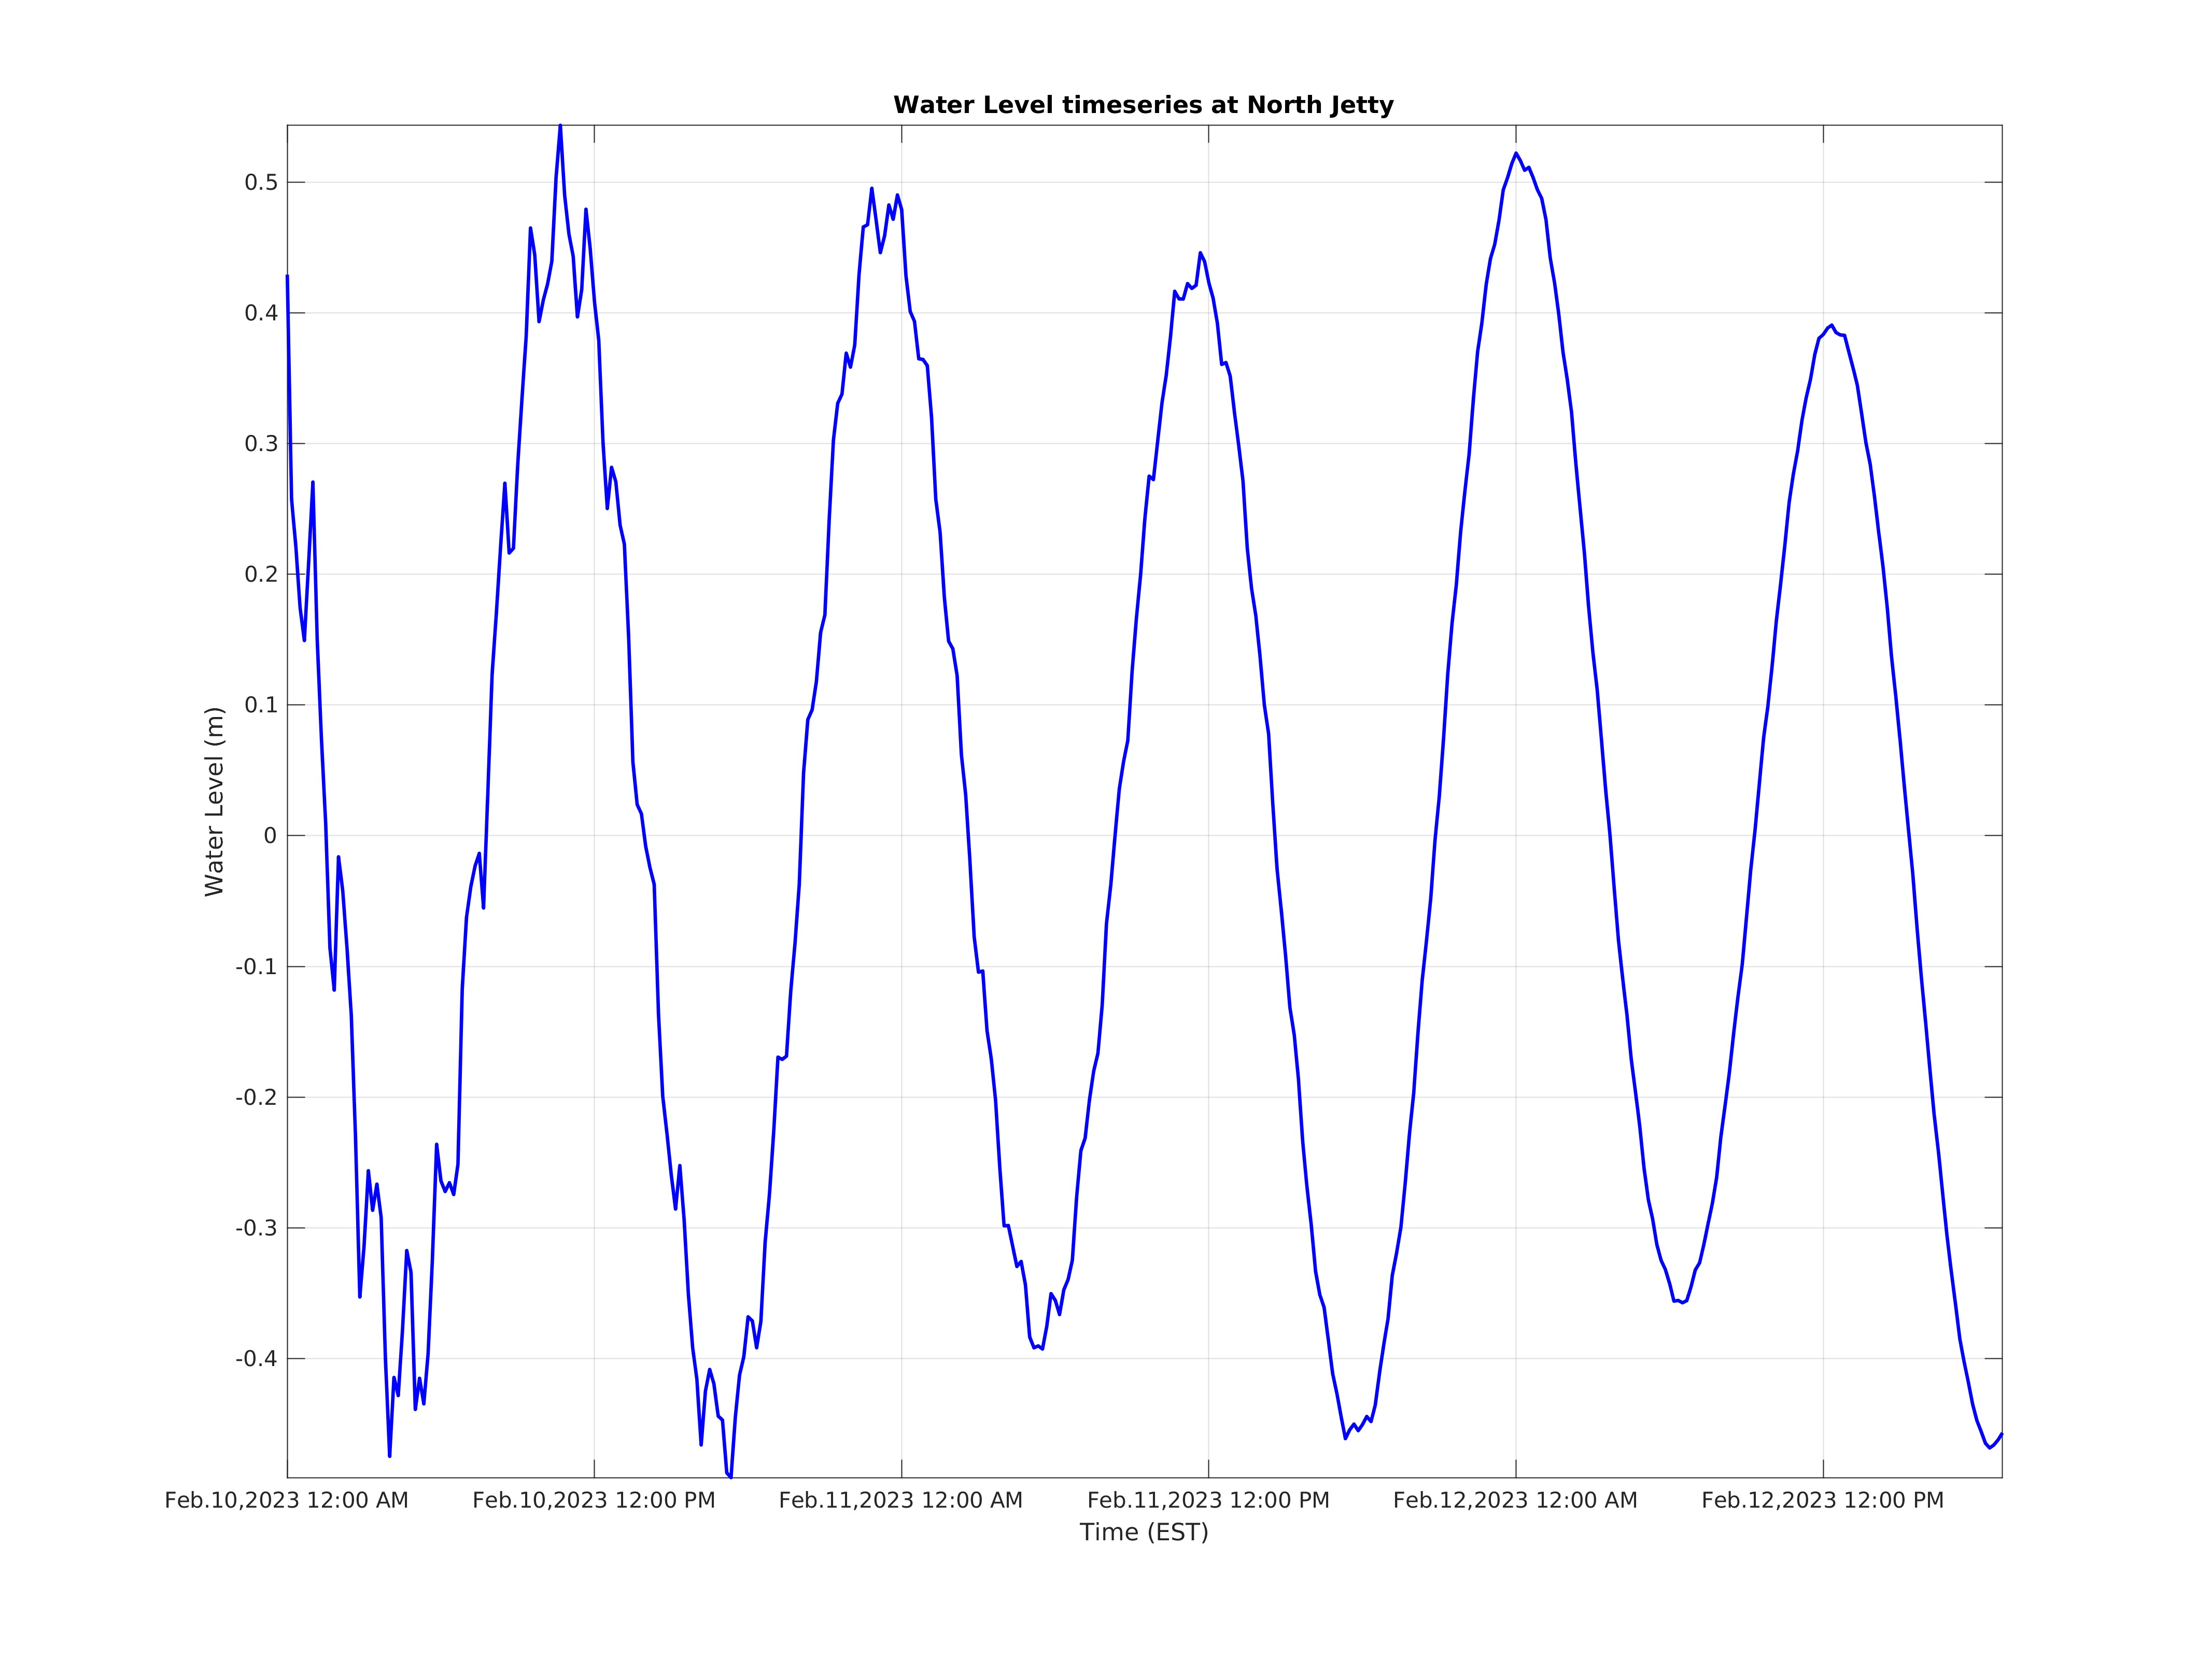 Water Level timeseries at North Jetty
0.5
0.4
0.3
0.2
0.1
0
-0.1
-0.2
-0.3
-0.4
Water Level (m)
Feb.10,2023 12:00 AM
Feb.10,2023 12:00 PM
Feb.11,2023 12:00 AM
Feb.11,2023 12:00 PM
Feb.12,2023 12:00 AM
Feb.12,2023 12:00 PM
Time (EST)